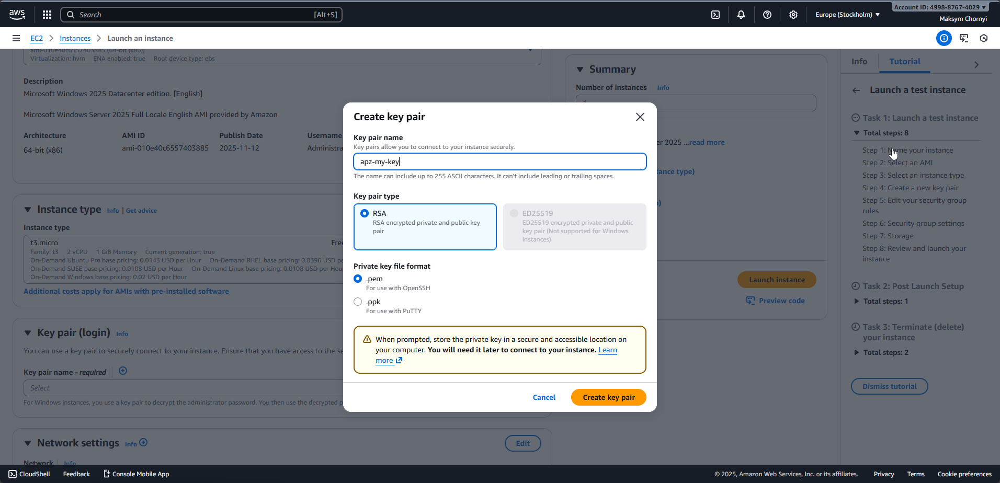 aws
Search
[Alt+S]
Europe (Stockholm)
Account ID: 4998-8767-4029
Maksym Chornyi
EC2
Instances
Launch an instance
ami-010e40c6557403885 (64-bit (x86))
Virtualization: hvm ENA enabled: true Root device type: ebs
Description
Microsoft Windows 2025 Datacenter edition. [English]
Microsoft Windows Server 2025 Full Locale English AMI provided by Amazon
Architecture AMI ID Publish Date Username
64-bit (x86) ami-010e40c6557403885 2025-11-12 Administra
Instance type Info | Get advice
Instance type
t3.micro Free
Family: t3 2 vCPU 1 GiB Memory Current generation: true
On-Demand Ubuntu Pro base pricing: 0.0143 USD per Hour On-Demand RHEL base pricing: 0.0396 USD pe
On-Demand SUSE base pricing: 0.0108 USD per Hour On-Demand Linux base pricing: 0.0108 USD per Hou
On-Demand Windows base pricing: 0.02 USD per Hour
Additional costs apply for AMIs with pre-installed software
Key pair (login) Info
You can use a key pair to securely connect to your instance. Ensure that you have access to the se
Key pair name - required
Select
For Windows instances, you use a key pair to decrypt the administrator password. You then use the decrypted p
Network settings Info
Edit
Network Info
Create key pair
Key pair name
Key pairs allow you to connect to your instance securely.
apz-my-key
The name can include up to 255 ASCII characters. It can't include leading or trailing spaces.
Key pair type
RSA
RSA encrypted private and public key
pair
ED25519
ED25519 encrypted private and public
key pair (Not supported for Windows
instances)
Private key file format
.pem
For use with OpenSSH
.ppk
For use with PuTTY
When prompted, store the private key in a secure and accessible location on
your computer. You will need it later to connect to your instance. Learn
more
Cancel
Create key pair
Summary
Number of instances Info
1
er 2025 ...read more
tance type)
Launch instance
Preview code
Info
Tutorial
Launch a test instance
Task 1: Launch a test instance
Total steps: 8
Step 1: Name your instance
Step 2: Select an AMI
Step 3: Select an instance type
Step 4: Create a new key pair
Step 5: Edit your security group
rules
Step 6: Security group settings
Step 7: Storage
Step 8: Review and launch your
instance
Task 2: Post Launch Setup
Total steps: 1
Task 3: Terminate (delete)
your instance
Total steps: 2
Dismiss tutorial
CloudShell
Feedback
Console Mobile App
© 2025, Amazon Web Services, Inc. or its affiliates.
Privacy
Terms
Cookie preferences